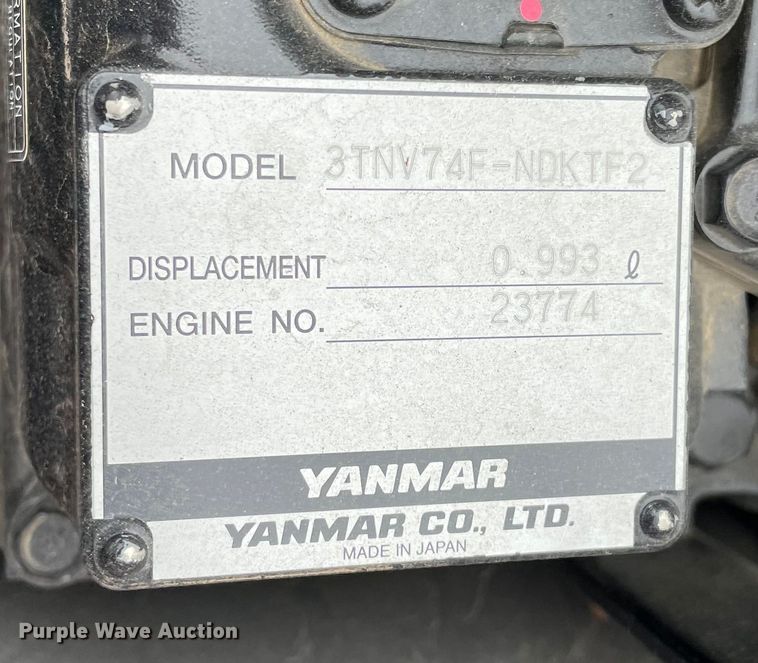 RMATION
MODEL 3TNV74F-NDKTF2
DISPLACEMENT 0.993 ℓ
ENGINE NO. 23774
YANMAR
YANMAR CO., LTD.
MADE IN JAPAN
Purple Wave Auction